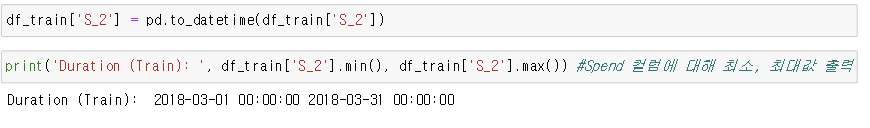 df_train['S_2'] = pd.to_datetime(df_train['S_2'])
print('Duration (Train): ', df_train['S_2'].min(), df_train['S_2'].max()) #Spend 컬럼에 대해 최소, 최대값 출력
Duration (Train):  2018-03-01 00:00:00 2018-03-31 00:00:00